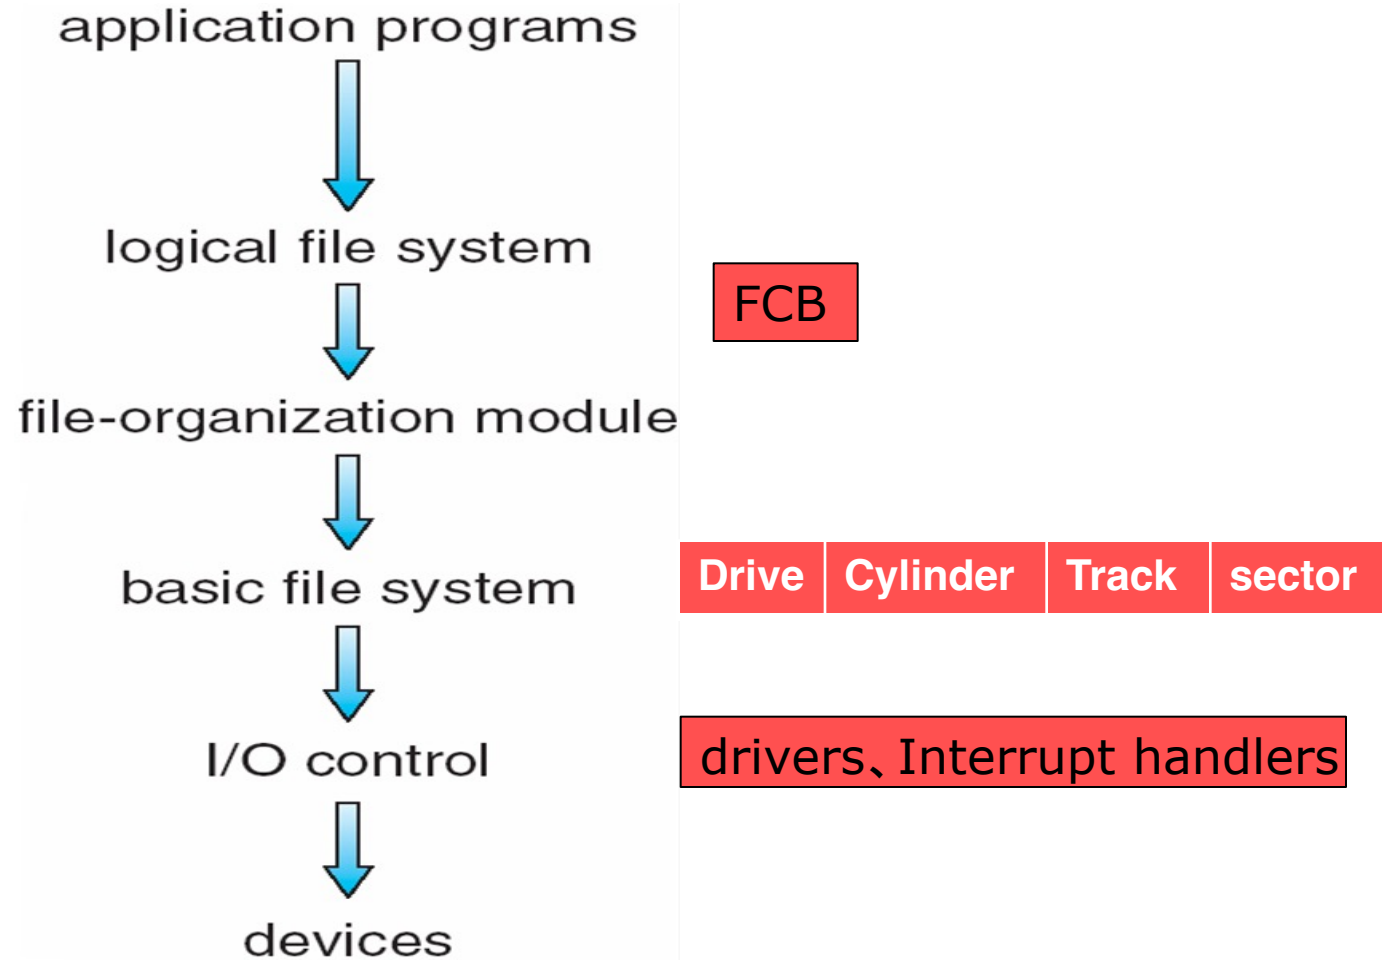 application programs
logical file system
FCB
file-organization module
basic file system
Drive Cylinder Track sector
I/O control
drivers、Interrupt handlers
devices